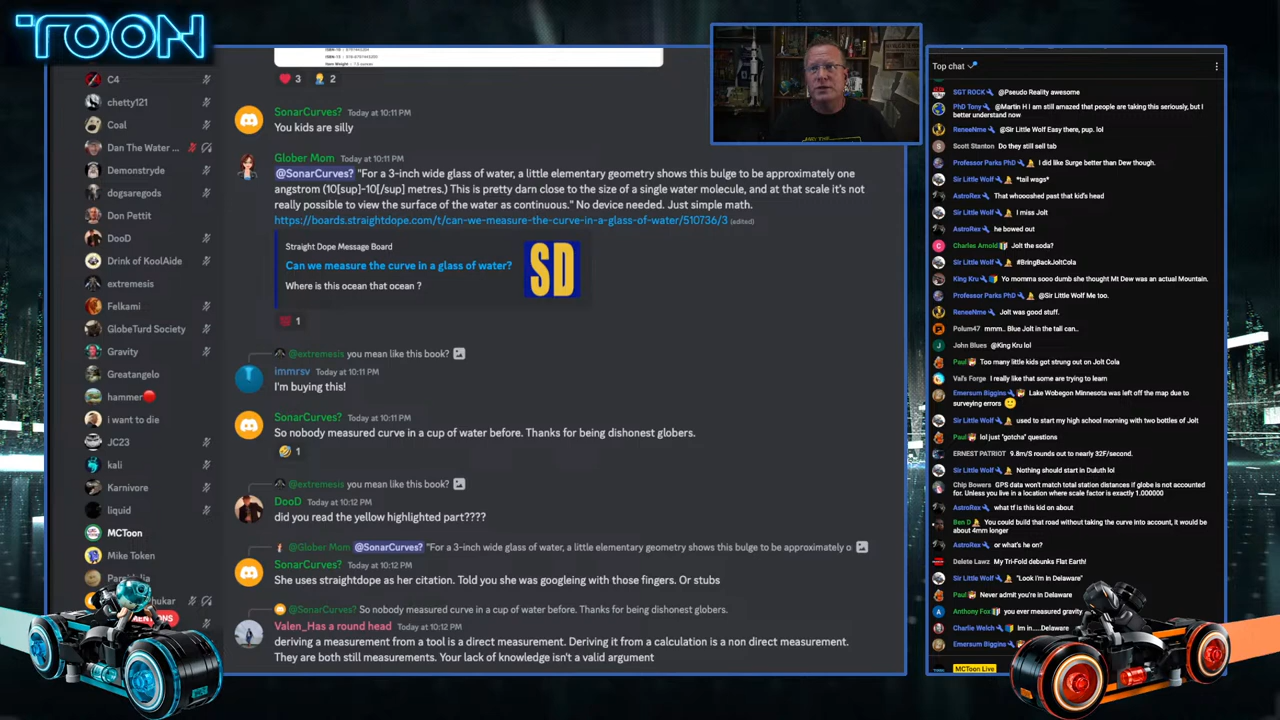 TOON
ISBN-10:
ISBN-13:
3
2
C4
chetty121
Coal
Dan The Water ...
Demonstryde
dogsaregods
Don Pettit
DooD
Drink of KoolAide
extremesis
Felkami
GlobeTurd Society
Gravity
Greatangelo
hammer
i want to die
JC23
kali
Karnivore
liquid
MCToon
Mike Token
SonarCurves? Today at 10:11 PM
You kids are silly
Glober Mom Today at 10:11 PM
@SonarCurves? "For a 3-inch wide glass of water, a little elementary geometry shows this bulge to be approximately one
angstrom (10[sup]-10[/sup] metres.) This is pretty darn close to the size of a single water molecule, and at that scale it's not
really possible to view the surface of the water as continuous." No device needed. Just simple math.
https://boards.straightdope.com/t/can-we-measure-the-curve-in-a-glass-of-water/510736/3 (edited)
Straight Dope Message Board
Can we measure the curve in a glass of water?
Where is this ocean that ocean ?
SD
1
@extremesis you mean like this book?
immrsv Today at 10:11 PM
I'm buying this!
SonarCurves? Today at 10:11 PM
So nobody measured curve in a cup of water before. Thanks for being dishonest globers.
1
@extremesis you mean like this book?
DooD Today at 10:12 PM
did you read the yellow highlighted part????
@Glober Mom @SonarCurves? "For a 3-inch wide glass of water, a little elementary geometry shows this bulge to be approximately o
SonarCurves? Today at 10:12 PM
She uses straightdope as her citation. Told you she was googleing with those fingers. Or stubs
@SonarCurves? So nobody measured curve in a cup of water before. Thanks for being dishonest globers.
Valen_Has a round head Today at 10:12 PM
deriving a measurement from a tool is a direct measurement. Deriving it from a calculation is a non direct measurement.
They are both still measurements. Your lack of knowledge isn't a valid argument
Top chat
SGT ROCK @Pseudo Reality awesome
PhD Tony @Martin H I am still amazed that people are taking this seriously, but I
better understand now
ReneeNme @Sir Little Wolf Easy there, pup. lol
Scott Stanton Do they still sell tab
Professor Parks PhD I did like Surge better than Dew though.
Sir Little Wolf *tail wags*
AstroRex That whooooshed past that kid's head
Sir Little Wolf I miss Jolt
AstroRex he bowed out
Charles Arnold Jolt the soda?
Sir Little Wolf #BringBackJoltCola
King Kru Yo momma sooo dumb she thought Mt Dew was an actual Mountain.
Professor Parks PhD @Sir Little Wolf Me too.
ReneeNme Jolt was good stuff.
Polum47 mmm.. Blue Jolt in the tall can..
John Blues @King Kru lol
Paul Too many little kids got strung out on Jolt Cola
Val's Forge I really like that some are trying to learn
Emersum Biggins Lake Wobegon Minnesota was left off the map due to
surveying errors
Sir Little Wolf used to start my high school morning with two bottles of Jolt
Paul lol just "gotcha" questions
ERNEST PATRIOT 9.8m/S rounds out to nearly 32F/second.
Sir Little Wolf Nothing should start in Duluth lol
Chip Bowers GPS data won't match total station distances if globe is not accounted
for. Unless you live in a location where scale factor is exactly 1.000000
AstroRex what tf is this kid on about
Ben D You could build that road without taking the curve into account, it would be
about 4mm longer
AstroRex or what's he on?
Delete Lawz My Tri-Fold debunks Flat Earth!
Sir Little Wolf "Look I'm in Delaware"
Paul Never admit you're in Delaware
Anthony Fox you ever measured gravity
Charlie Welch Im in.....Delaware
Emersum Biggins
MCToon Live